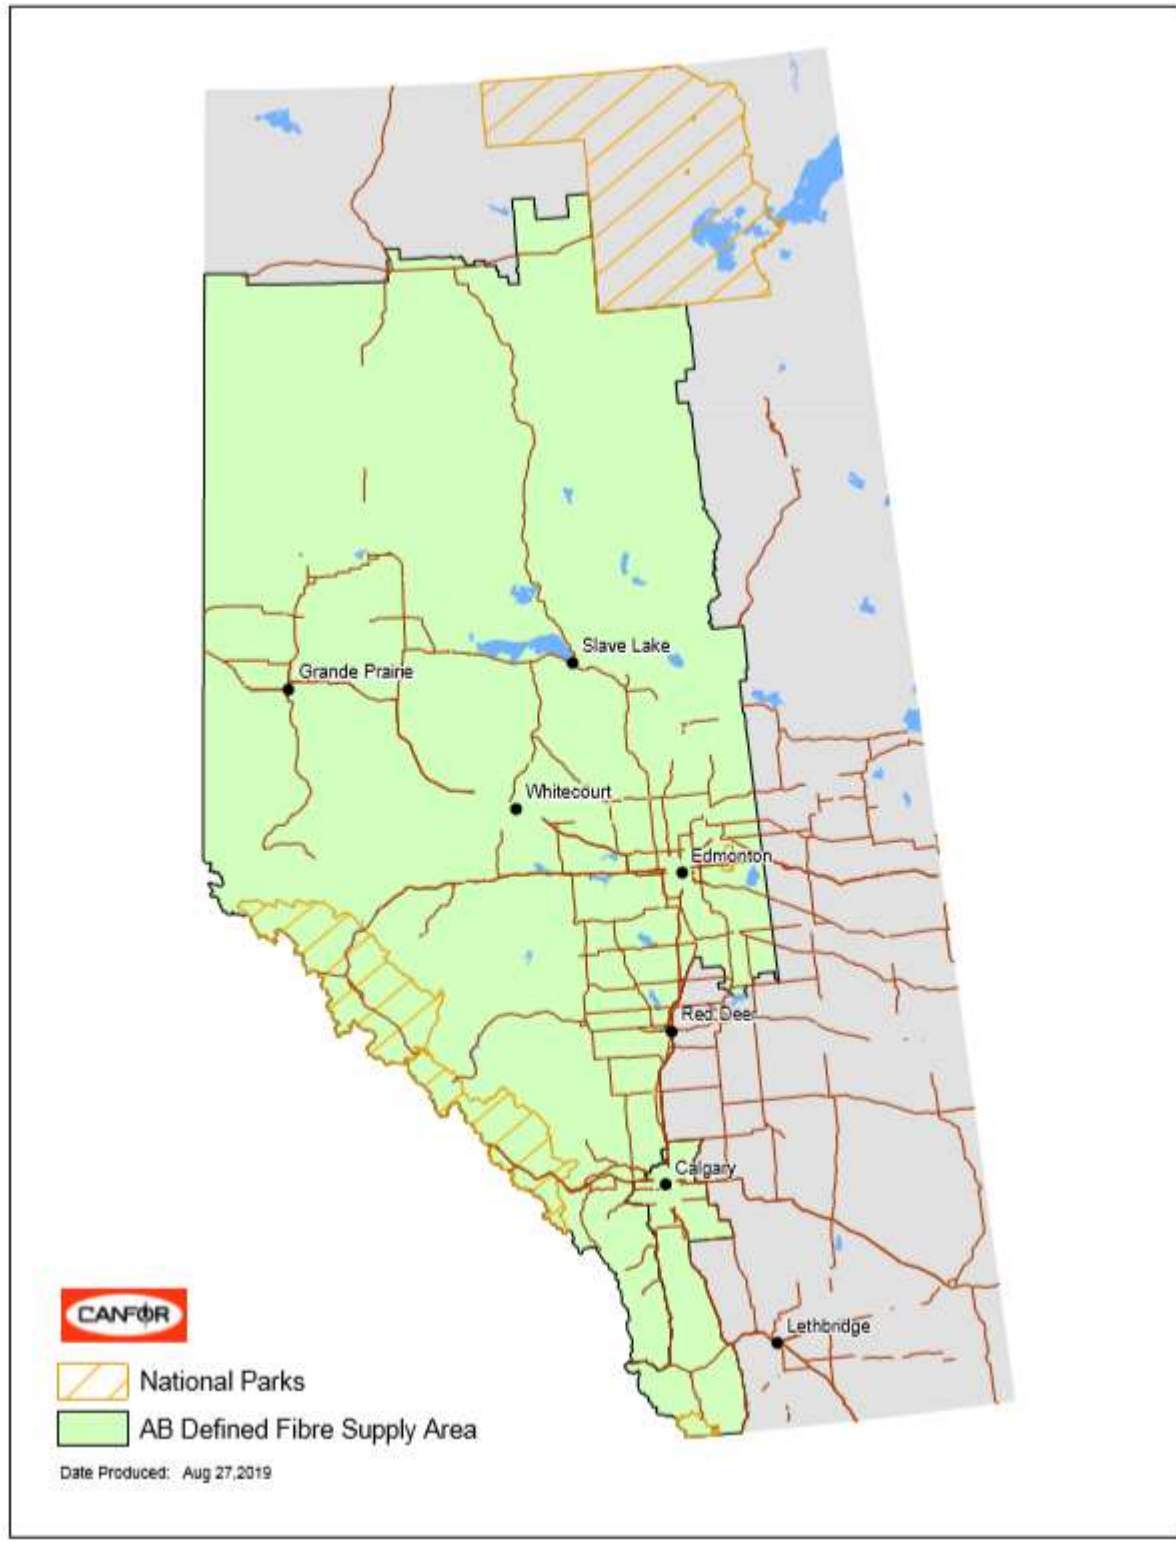 Slave Lake
Grande Prairie
Whitecourt
Edmonton
Red Deer
Calgary
Lethbridge
CANFOR
National Parks
AB Defined Fibre Supply Area
Date Produced: Aug 27,2019